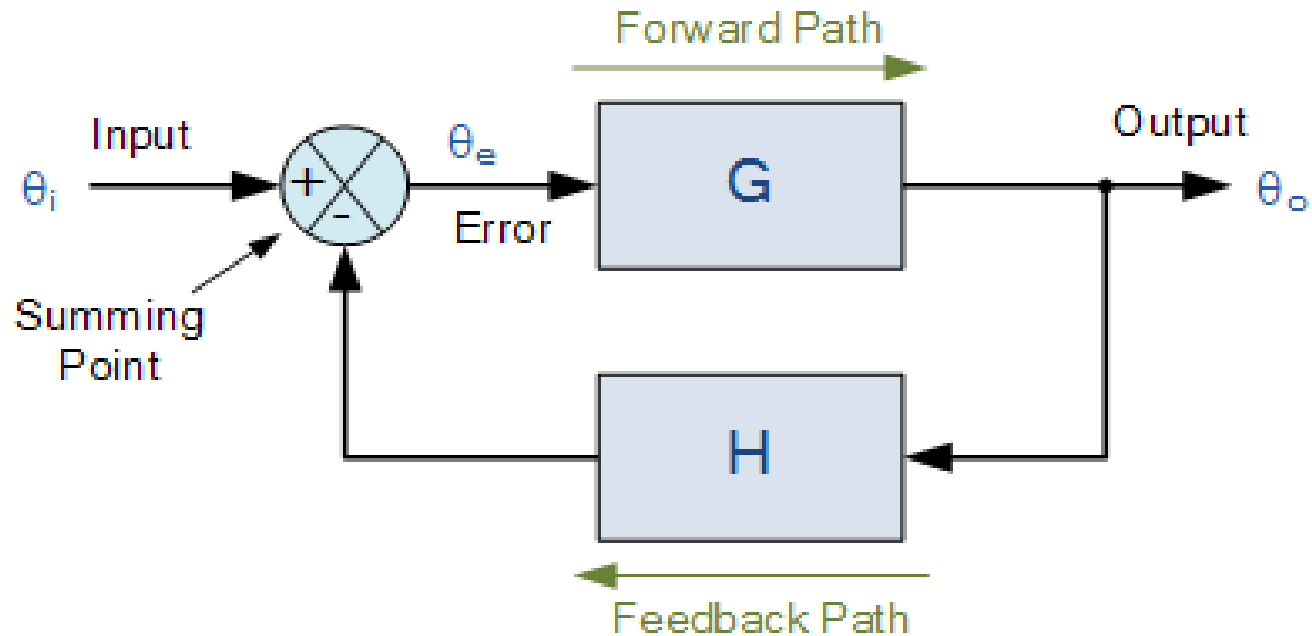 Forward Path
Input
θi
+
-
θe
Error
G
Output
θo
Summing
Point
H
Feedback Path